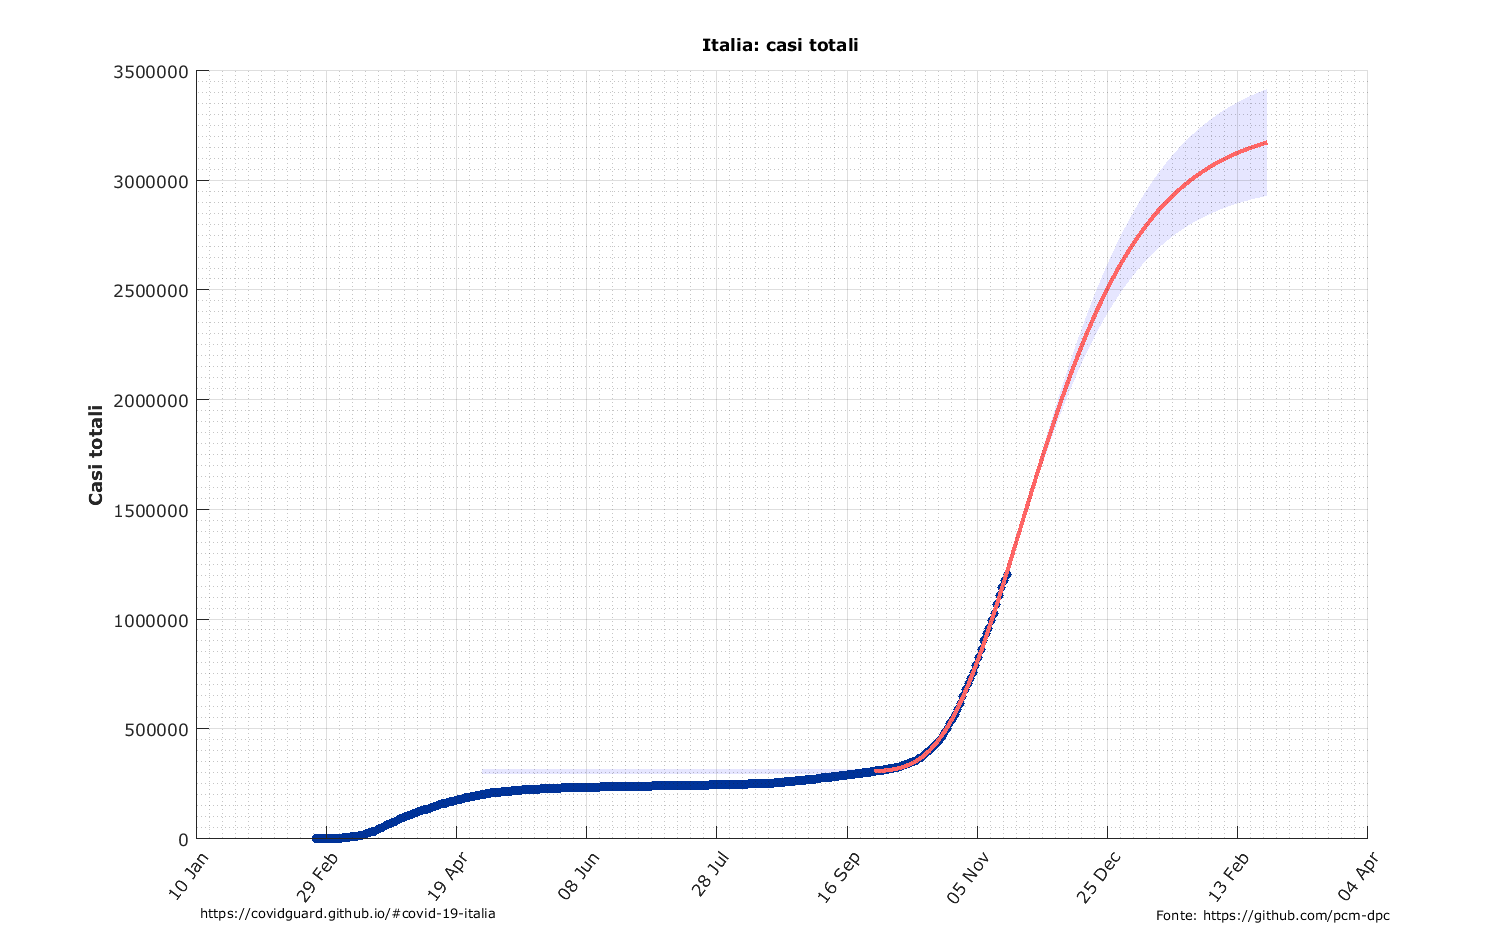 Italia: casi totali
3500000
3000000
2500000
2000000
1500000
1000000
500000
0
Casi totali
10 Jan
29 Feb
19 Apr
08 Jun
28 Jul
16 Sep
05 Nov
25 Dec
13 Feb
04 Apr
https://covidguard.github.io/#covid-19-italia
Fonte: https://github.com/pcm-dpc